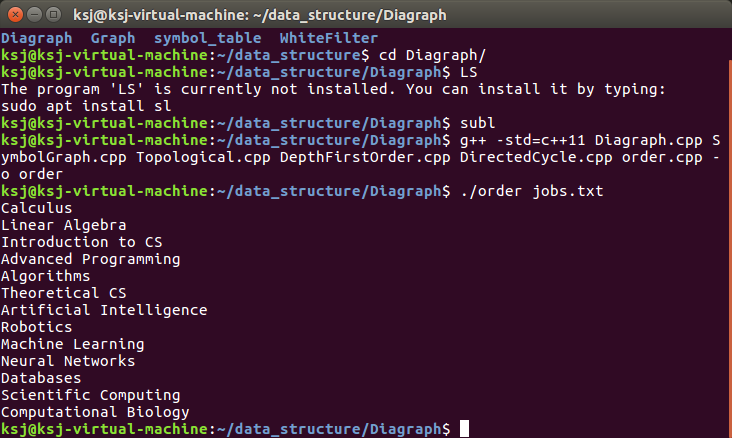 ksj@ksj-virtual-machine: ~/data_structure/Diagraph
Diagraph  Graph  symbol_table  WhiteFilter
ksj@ksj-virtual-machine:~/data_structure$ cd Diagraph/
ksj@ksj-virtual-machine:~/data_structure/Diagraph$ LS
The program 'LS' is currently not installed. You can install it by typing:
sudo apt install sl
ksj@ksj-virtual-machine:~/data_structure/Diagraph$ subl
ksj@ksj-virtual-machine:~/data_structure/Diagraph$ g++ -std=c++11 Diagraph.cpp S
ymbolGraph.cpp Topological.cpp DepthFirstOrder.cpp DirectedCycle.cpp order.cpp -
o order
ksj@ksj-virtual-machine:~/data_structure/Diagraph$ ./order jobs.txt
Calculus
Linear Algebra
Introduction to CS
Advanced Programming
Algorithms
Theoretical CS
Artificial Intelligence
Robotics
Machine Learning
Neural Networks
Databases
Scientific Computing
Computational Biology
ksj@ksj-virtual-machine:~/data_structure/Diagraph$